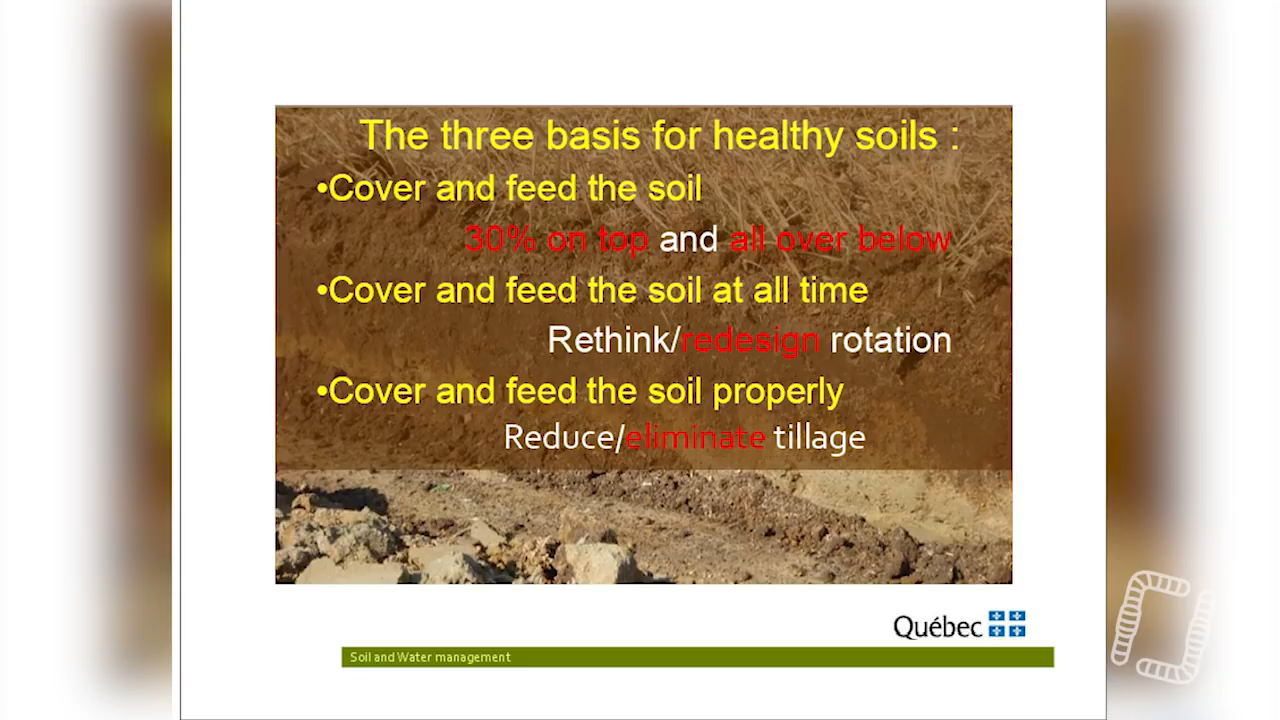 The three basis for healthy soils :
•Cover and feed the soil
30% on top and all over below
•Cover and feed the soil at all time
Rethink/redesign rotation
•Cover and feed the soil properly
Reduce/eliminate tillage
Québec
Soil and Water management